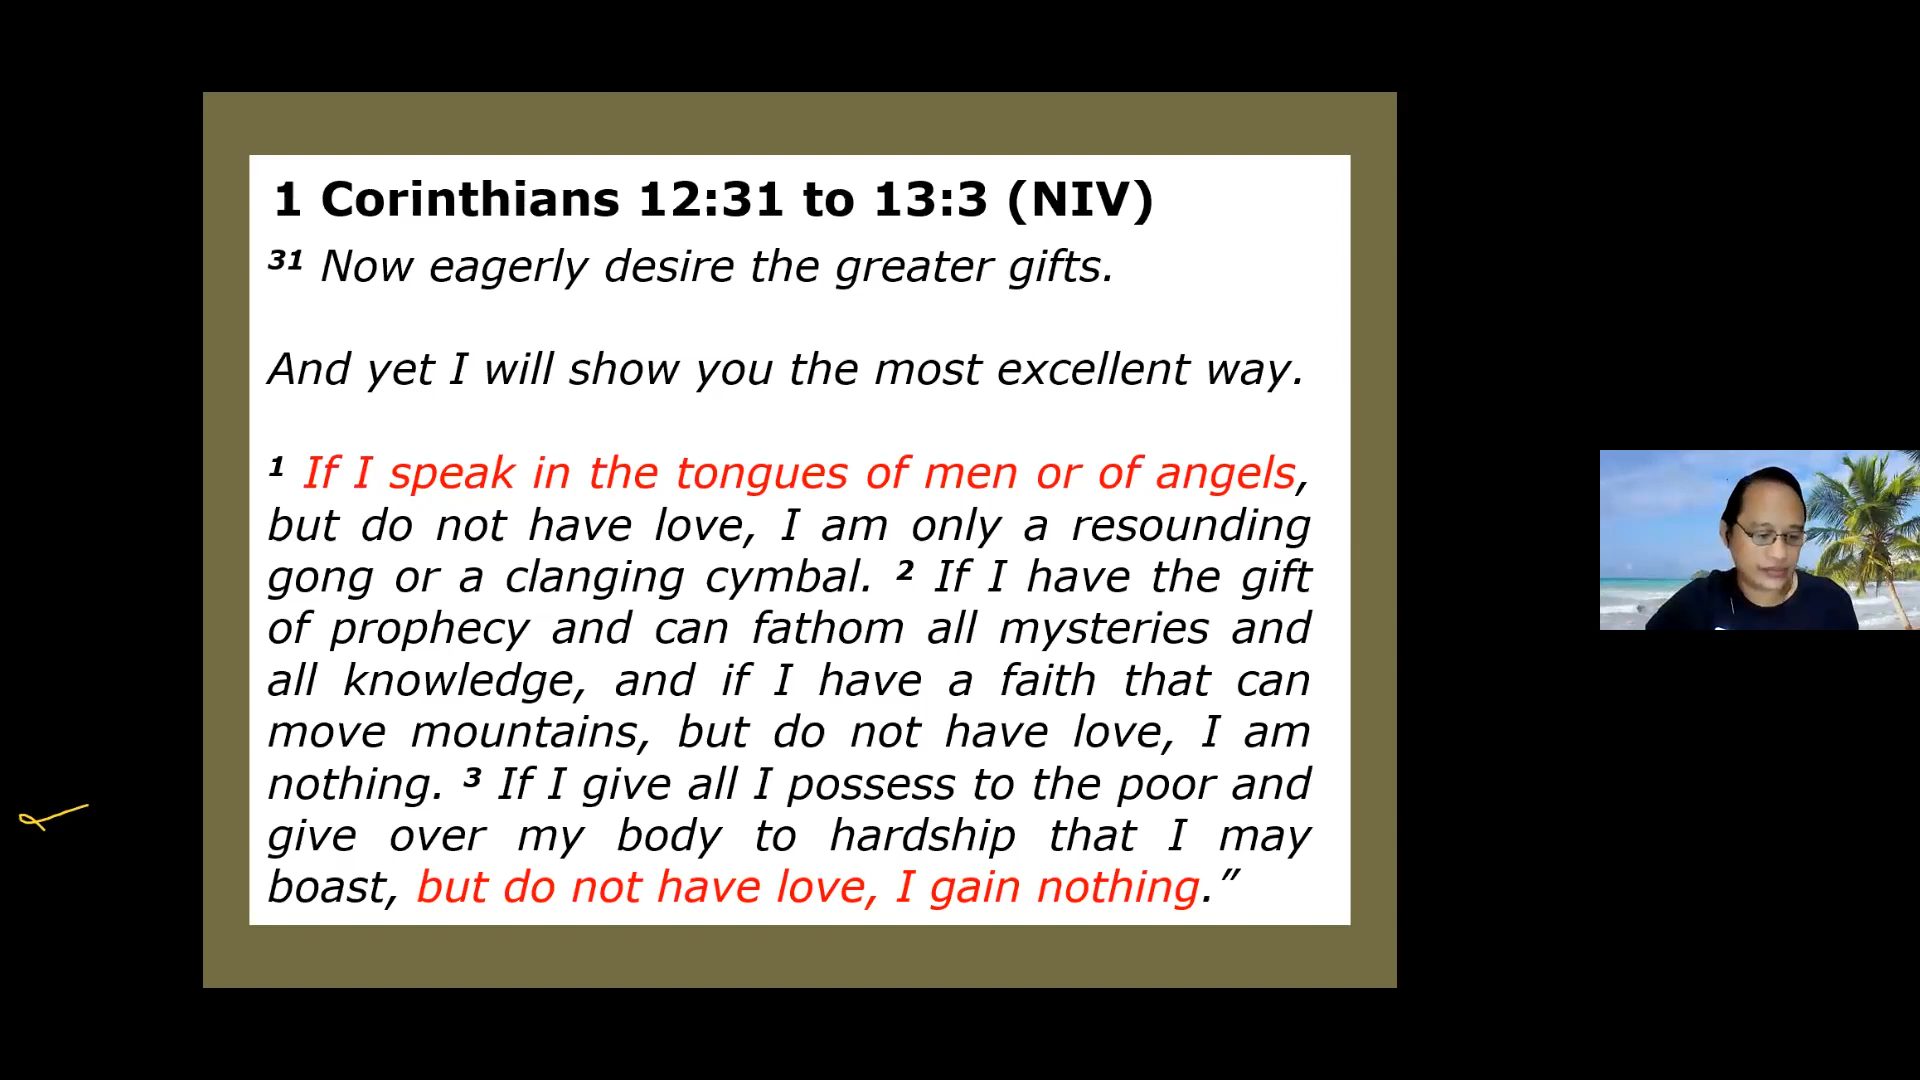 1 Corinthians 12:31 to 13:3 (NIV)
31 Now eagerly desire the greater gifts.
And yet I will show you the most excellent way.
1 If I speak in the tongues of men or of angels,
but do not have love, I am only a resounding
gong or a clanging cymbal. 2 If I have the gift
of prophecy and can fathom all mysteries and
all knowledge, and if I have a faith that can
move mountains, but do not have love, I am
nothing. 3 If I give all I possess to the poor and
give over my body to hardship that I may
boast, but do not have love, I gain nothing.”